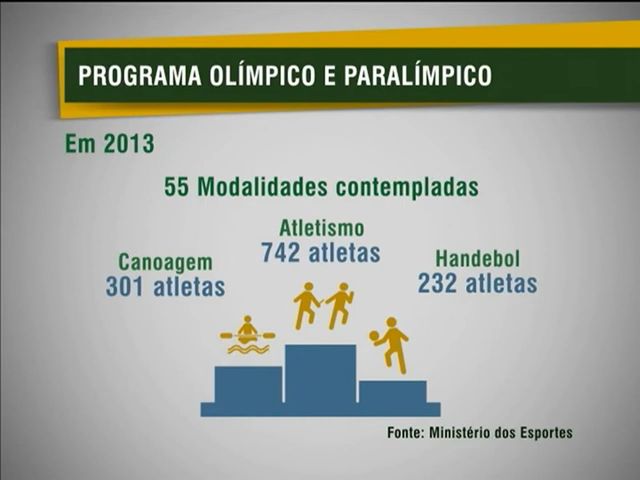 PROGRAMA OLÍMPICO E PARALÍMPICO
Em 2013
55 Modalidades contempladas
Atletismo
742 atletas
Canoagem
301 atletas
Handebol
232 atletas
Fonte: Ministério dos Esportes